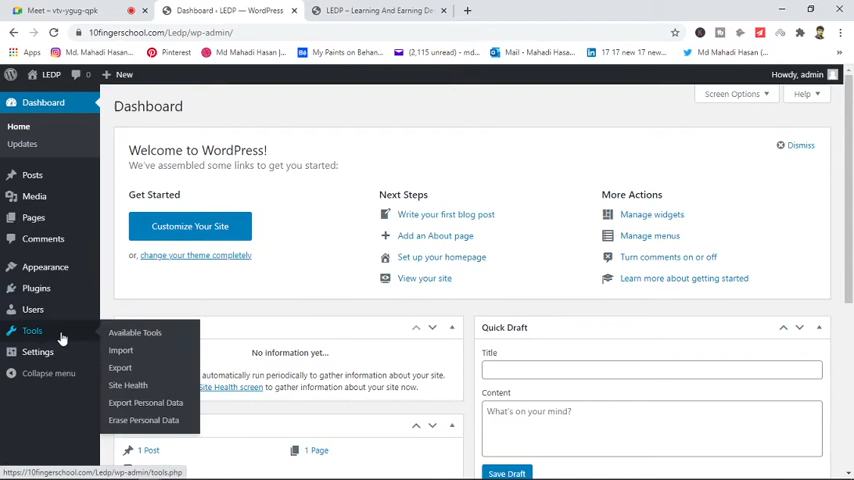 Meet – vtv-ygug-qpk
Dashboard ‹ LEDP — WordPress
LEDP – Learning And Earning De
10fingerschool.com/Ledp/wp-admin/
Apps
Md. Mahadi Hasan |...
Pinterest
Md Mahadi Hasan |...
My Paints on Behan...
(2,115 unread) - md...
Mail - Mahadi Hasa...
17 17 new 17 new...
Md.Mahadi Hasan (...
LEDP
0
New
Howdy, admin
Dashboard
Home
Updates
Posts
Media
Pages
Comments
Appearance
Plugins
Users
Tools
Settings
Collapse menu
Available Tools
Import
Export
Site Health
Export Personal Data
Erase Personal Data
Screen Options
Help
Dashboard
Welcome to WordPress!
We've assembled some links to get you started:
Dismiss
Get Started
Customize Your Site
or, change your theme completely
Next Steps
Write your first blog post
Add an About page
Set up your homepage
View your site
More Actions
Manage widgets
Manage menus
Turn comments on or off
Learn more about getting started
No information yet...
automatically run periodically to gather information about your site.
Site Health screen to gather information about your site now.
1 Post
1 Page
Quick Draft
Title
Content
What's on your mind?
Save Draft
https://10fingerschool.com/Ledp/wp-admin/tools.php